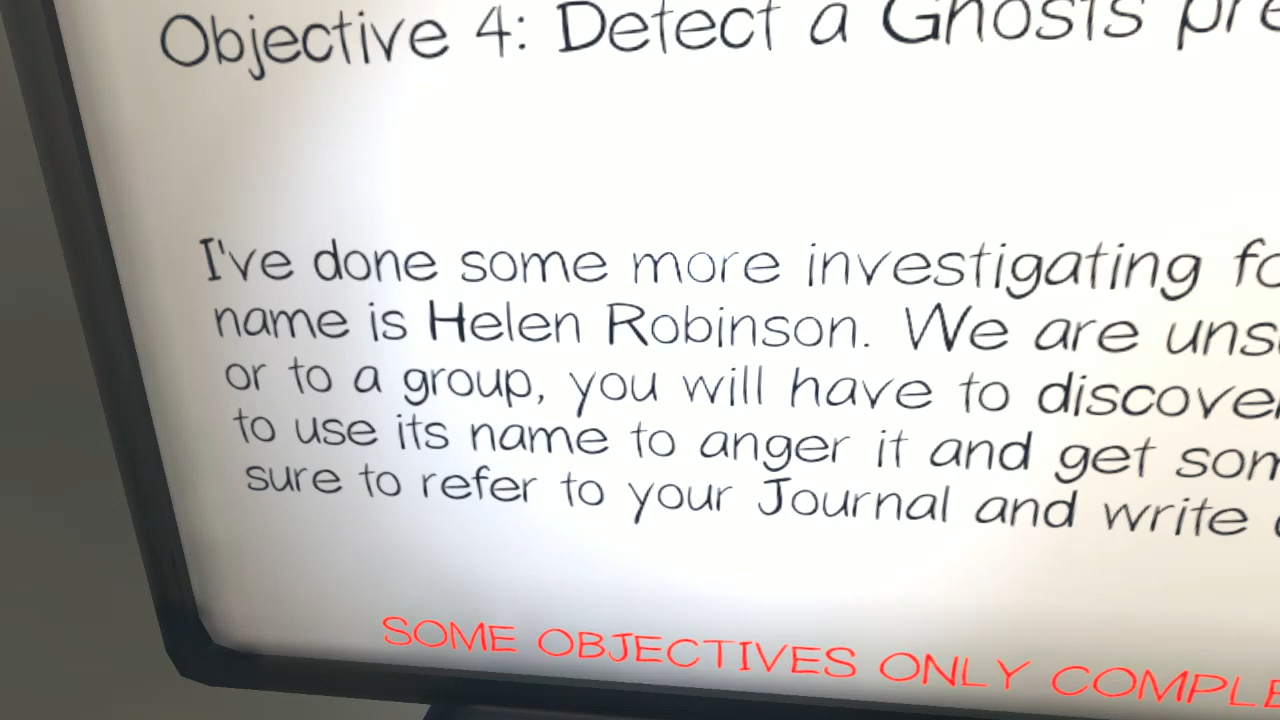 Objective 4: Detect a Ghosts
I've done some more investigating
name is Helen Robinson. We are
or to a group, you will have to discover
to use its name to anger it and get
sure to refer to your Journal and write
SOME OBJECTIVES ONLY